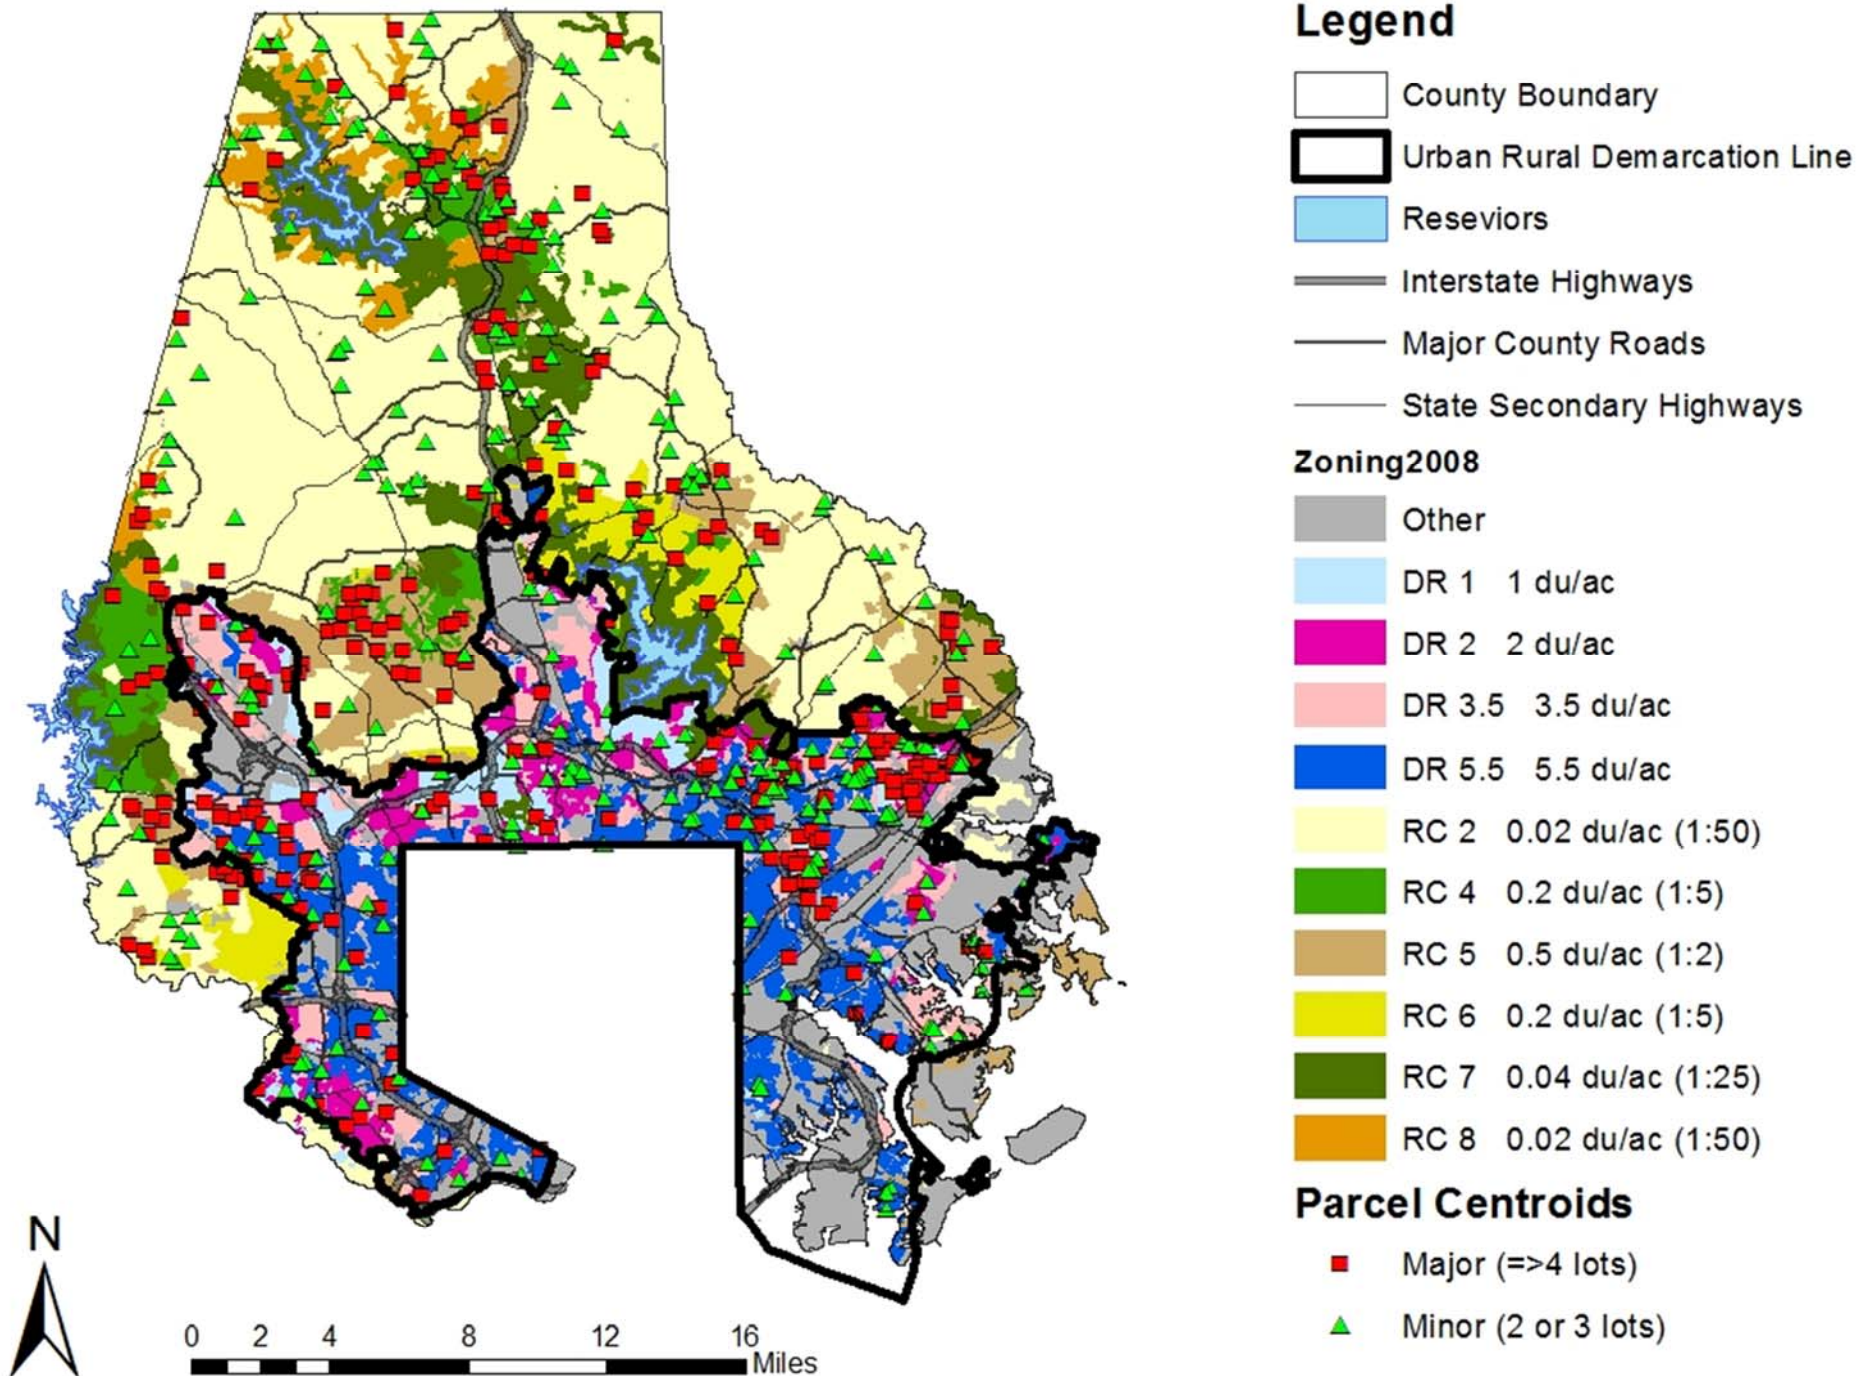 Legend
County Boundary
Urban Rural Demarcation Line
Reseviors
Interstate Highways
Major County Roads
State Secondary Highways
Zoning2008
Other
DR 1 1 du/ac
DR 2 2 du/ac
DR 3.5 3.5 du/ac
DR 5.5 5.5 du/ac
RC 2 0.02 du/ac (1:50)
RC 4 0.2 du/ac (1:5)
RC 5 0.5 du/ac (1:2)
RC 6 0.2 du/ac (1:5)
RC 7 0.04 du/ac (1:25)
RC 8 0.02 du/ac (1:50)
Parcel Centroids
Major (=>4 lots)
Minor (2 or 3 lots)
N
0 2 4 8 12 16
Miles